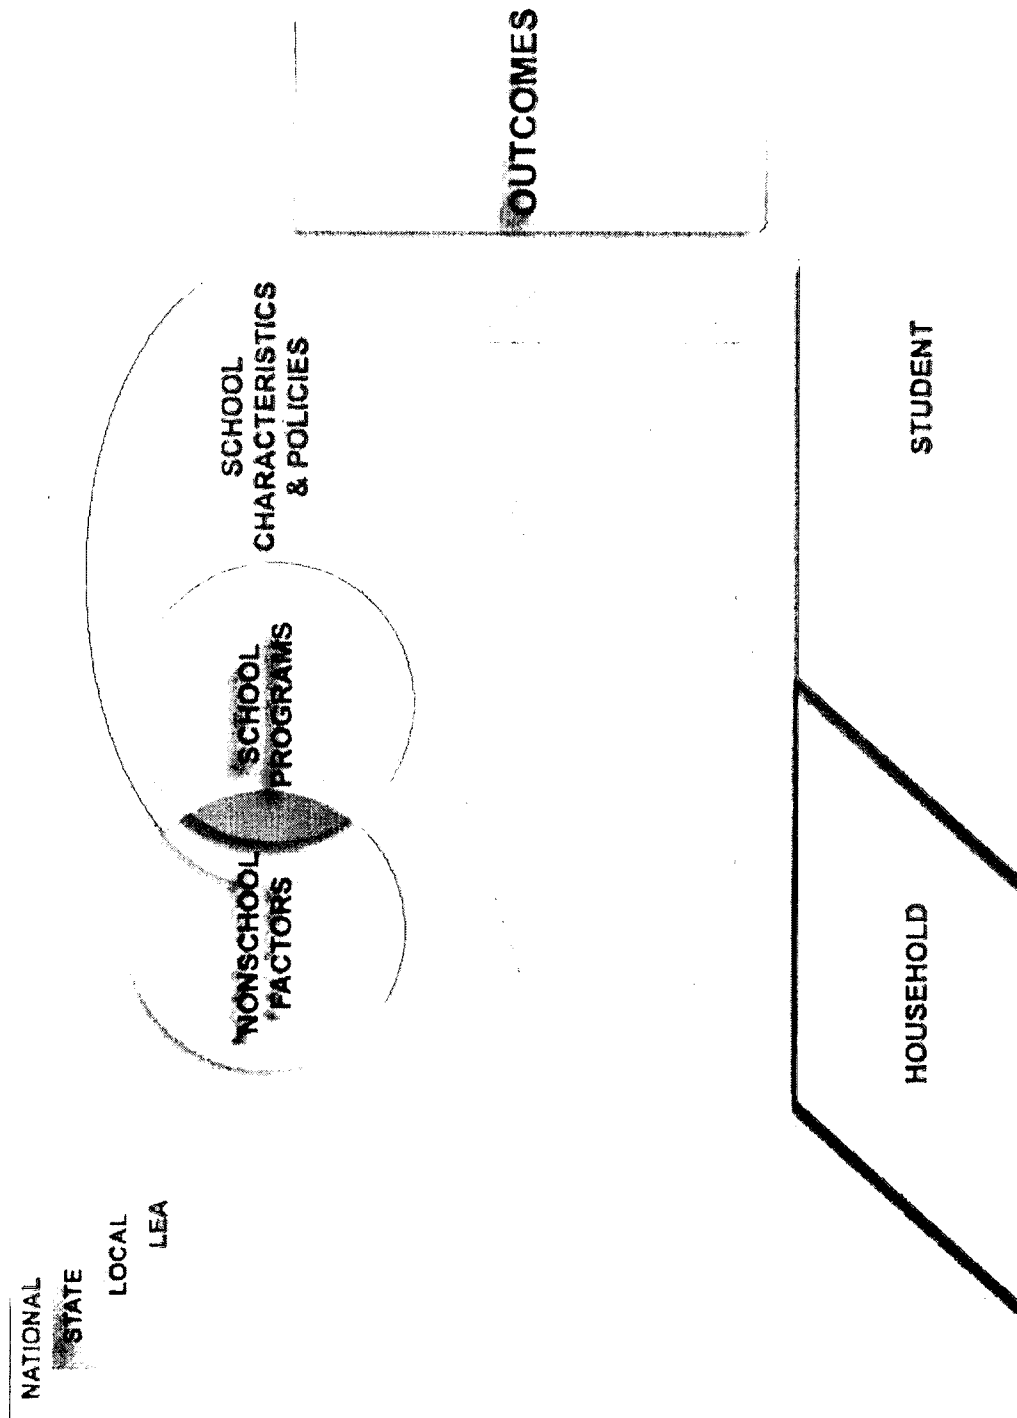 NATIONAL
STATE
LOCAL
LEA
NONSCHOOL
FACTORS
SCHOOL
PROGRAMS
SCHOOL
CHARACTERISTICS
& POLICIES
OUTCOMES
HOUSEHOLD
STUDENT